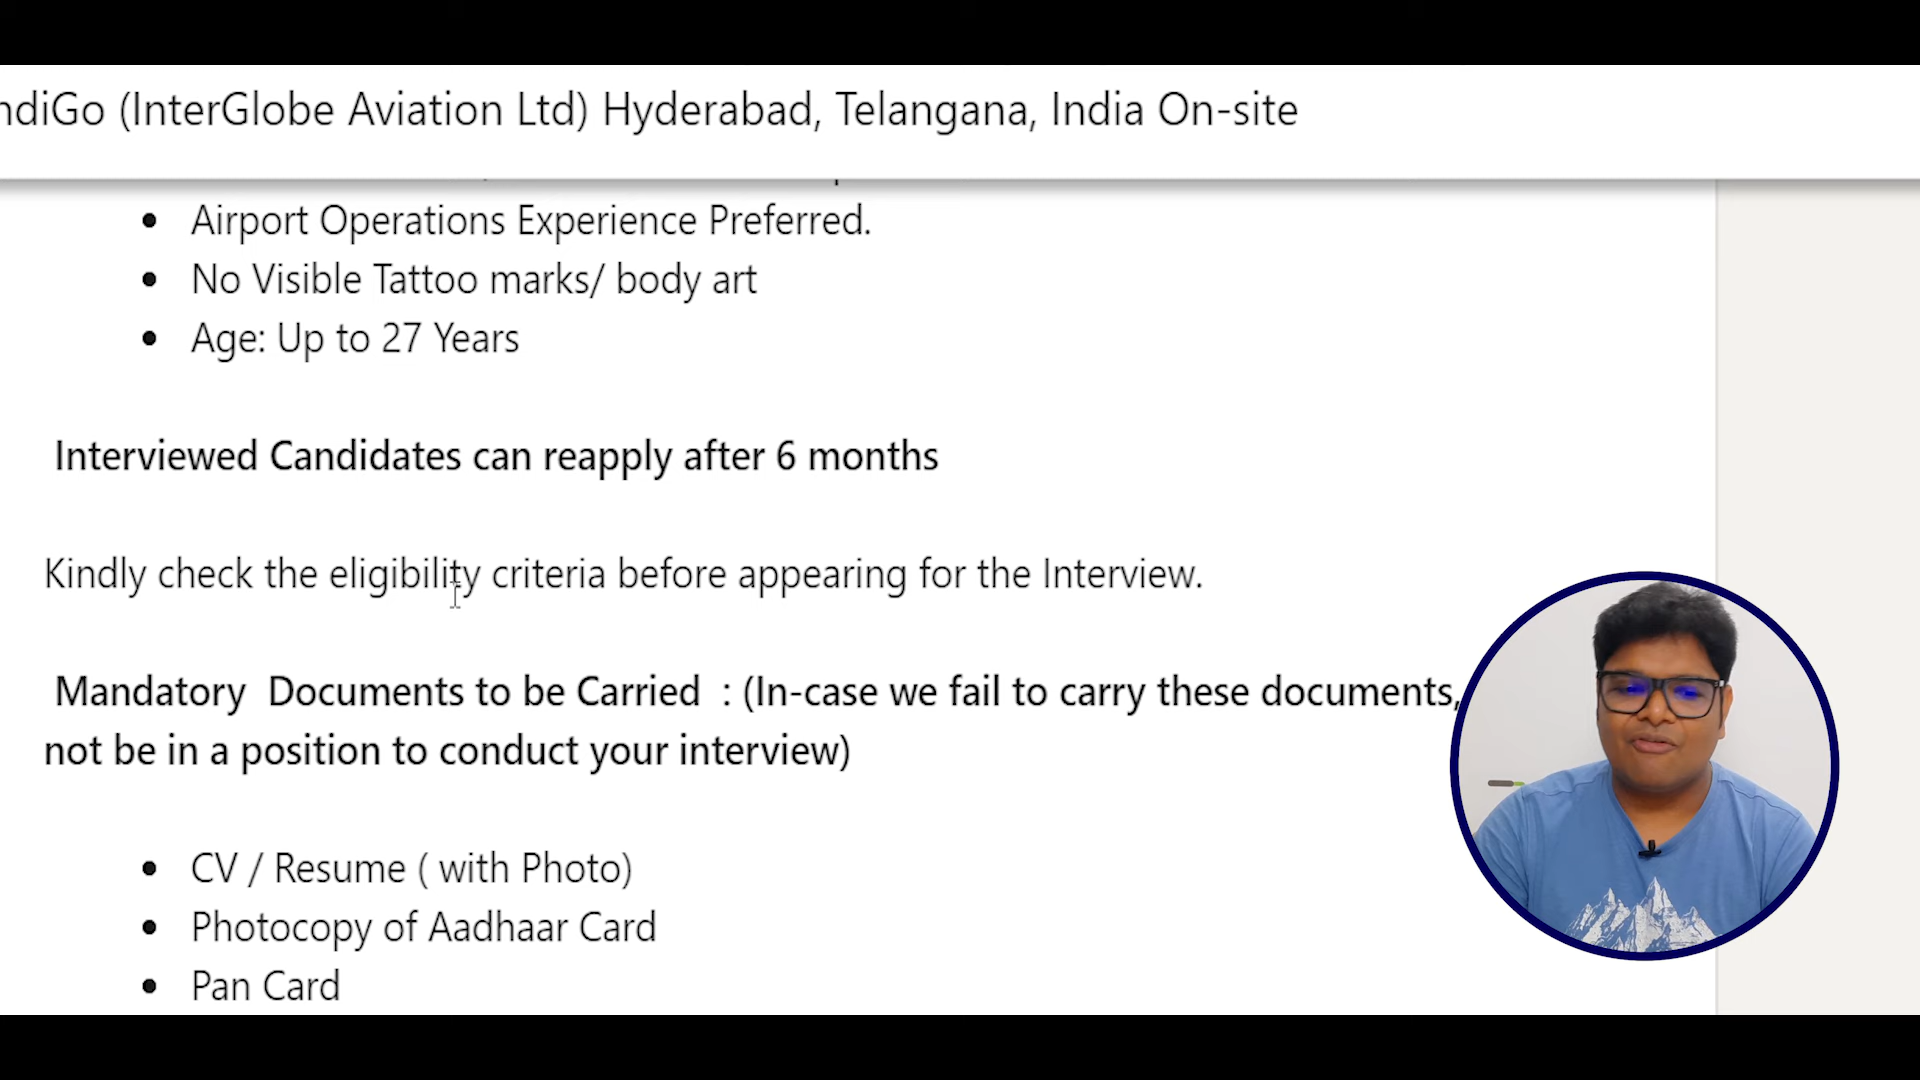 ndiGo (InterGlobe Aviation Ltd) Hyderabad, Telangana, India On-site
Airport Operations Experience Preferred.
No Visible Tattoo marks/ body art
Age: Up to 27 Years
Interviewed Candidates can reapply after 6 months
Kindly check the eligibility criteria before appearing for the Interview.
Mandatory Documents to be Carried : (In-case we fail to carry these documents,
not be in a position to conduct your interview)
CV / Resume ( with Photo)
Photocopy of Aadhaar Card
Pan Card